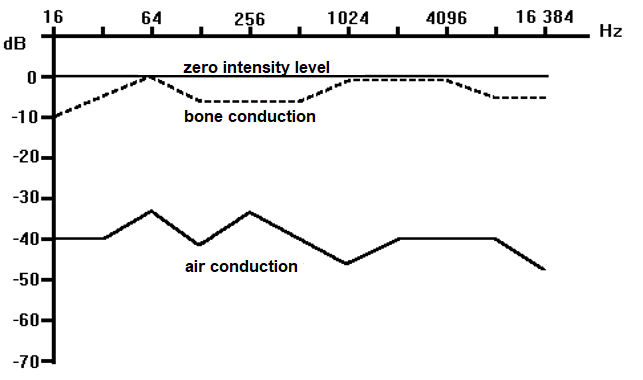 16 64 256 1024 4096 16 384
Hz
dB
zero intensity level
0
bone conduction
-10
-20
-30
-40
air conduction
-50
-60
-70